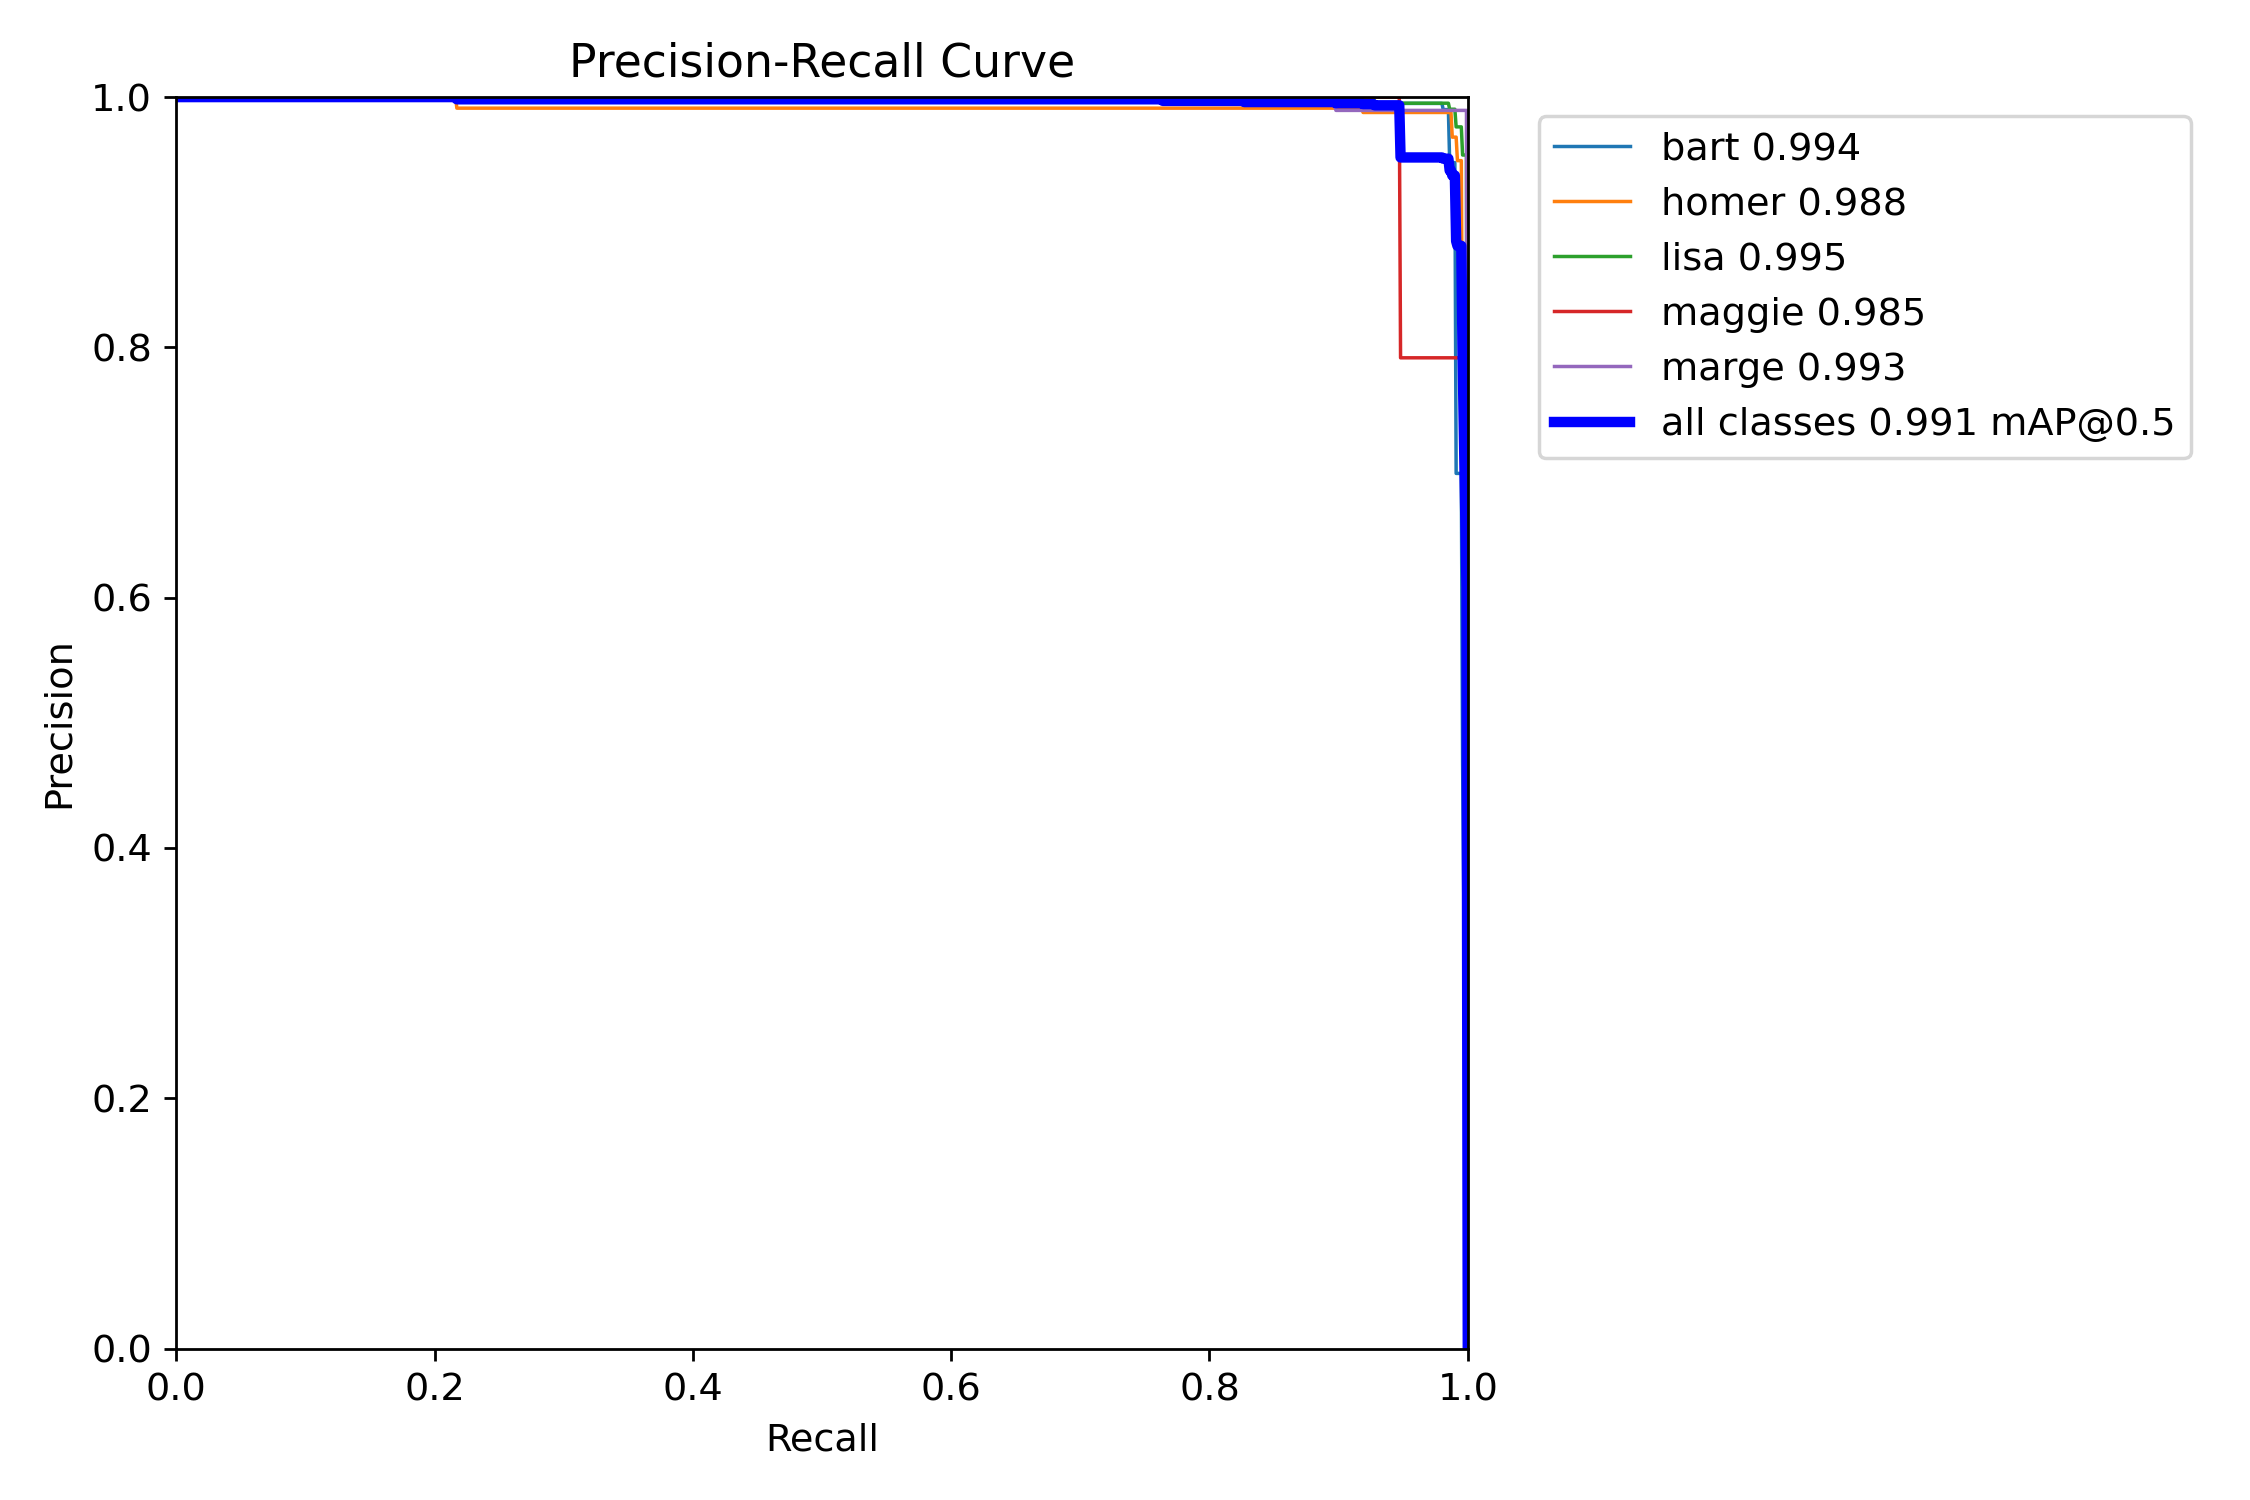 Precision-Recall Curve
1.0
0.8
0.6
0.4
0.2
0.0
Precision
0.0 0.2 0.4 0.6 0.8 1.0
Recall
bart 0.994
homer 0.988
lisa 0.995
maggie 0.985
marge 0.993
all classes 0.991 mAP@0.5